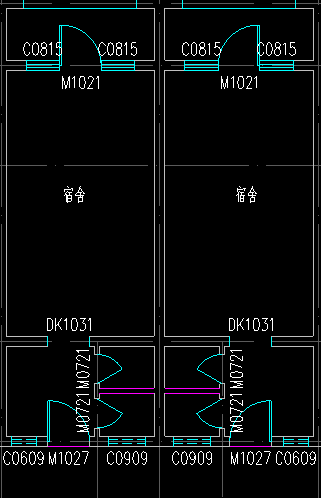 C0815 C0815 C0815 C0815
M1021 M1021
宿舍 宿舍
DK1031 DK1031
M0721 M0721
M0721 M0721
C0609 M1027 C0909 C0909 M1027 C0609